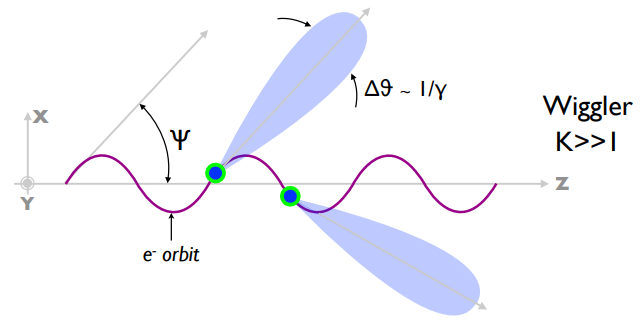 X
Y
Z
Ψ
e- orbit
Δϑ ~ 1/γ
Wiggler
K>>1